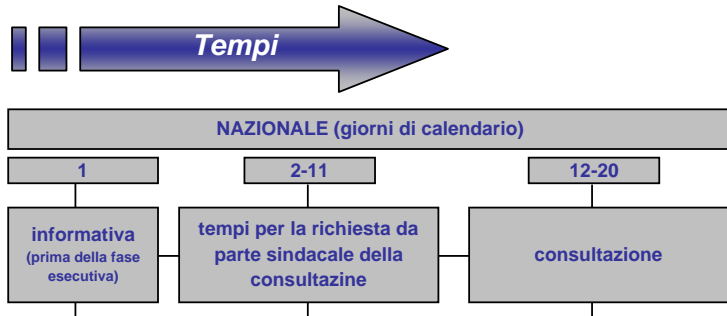 Tempi
NAZIONALE (giorni di calendario)
1
2-11
12-20
informativa
(prima della fase
esecutiva)
tempi per la richiesta da
parte sindacale della
consultazine
consultazione